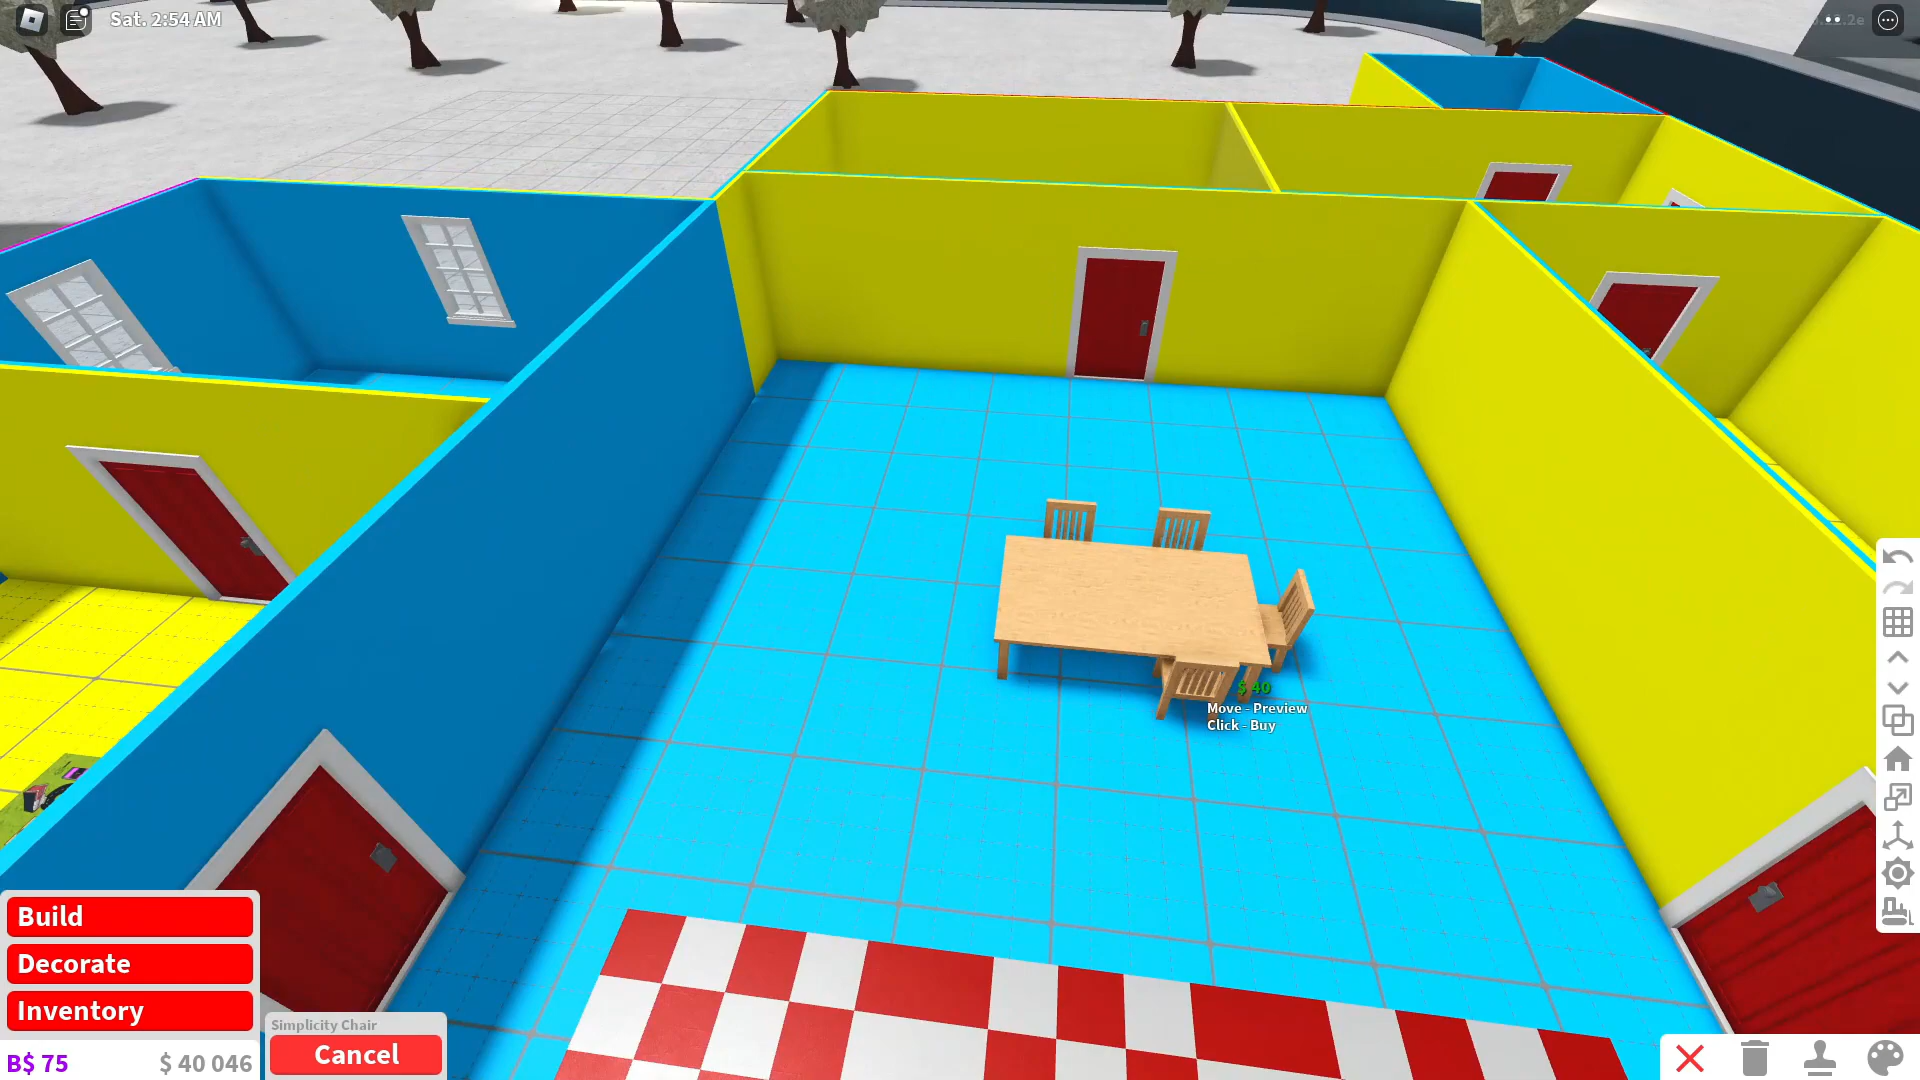 Sat. 2:54 AM
$ 40
Move - Preview
Click - Buy
Build
Decorate
Inventory
B$ 75
$ 40 046
Simplicity Chair
Cancel